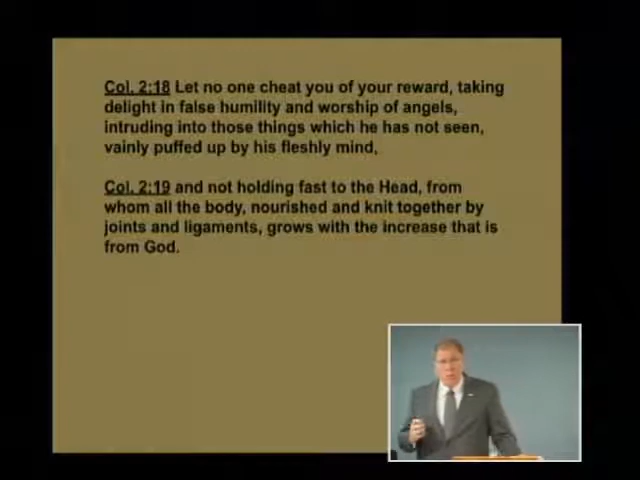 Col. 2:18 Let no one cheat you of your reward, taking
delight in false humility and worship of angels,
intruding into those things which he has not seen,
vainly puffed up by his fleshly mind,
Col. 2:19 and not holding fast to the Head, from
whom all the body, nourished and knit together by
joints and ligaments, grows with the increase that is
from God.